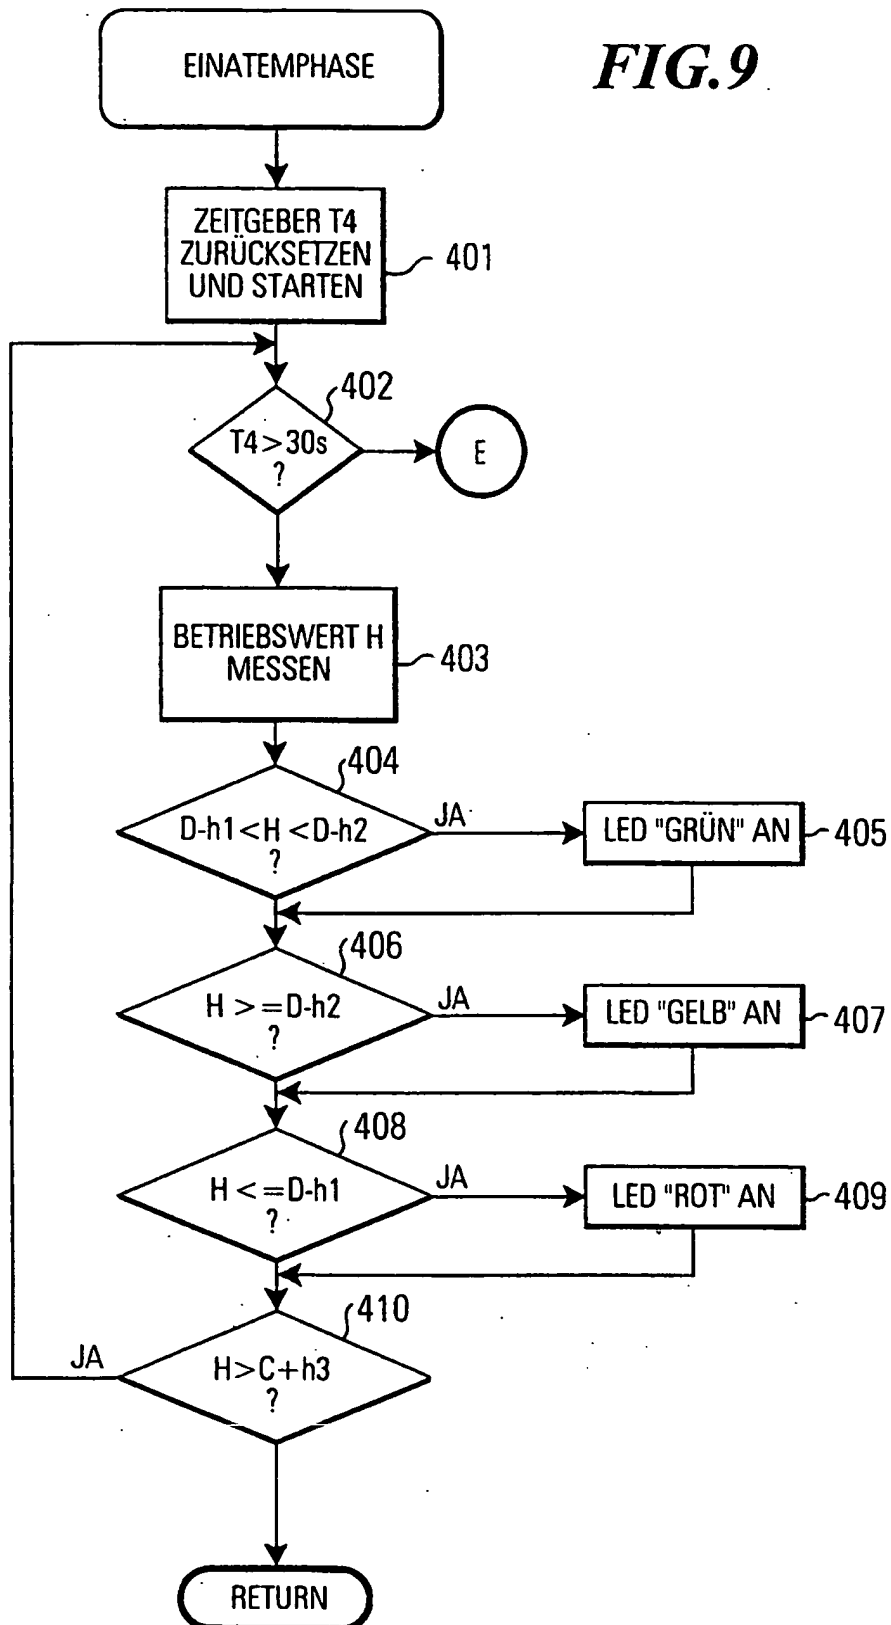 EINATEMPHASE
FIG.9
ZEITGEBER T4
ZURÜCKSETZEN
UND STARTEN
401
402
T4>30s
?
E
BETRIEBSWERT H
MESSEN
403
404
D-h1<H<D-h2
?
JA
LED "GRÜN" AN
405
406
H >=D-h2
?
JA
LED "GELB" AN
407
408
H <=D-h1
?
JA
LED "ROT" AN
409
410
JA
H>C+h3
?
RETURN